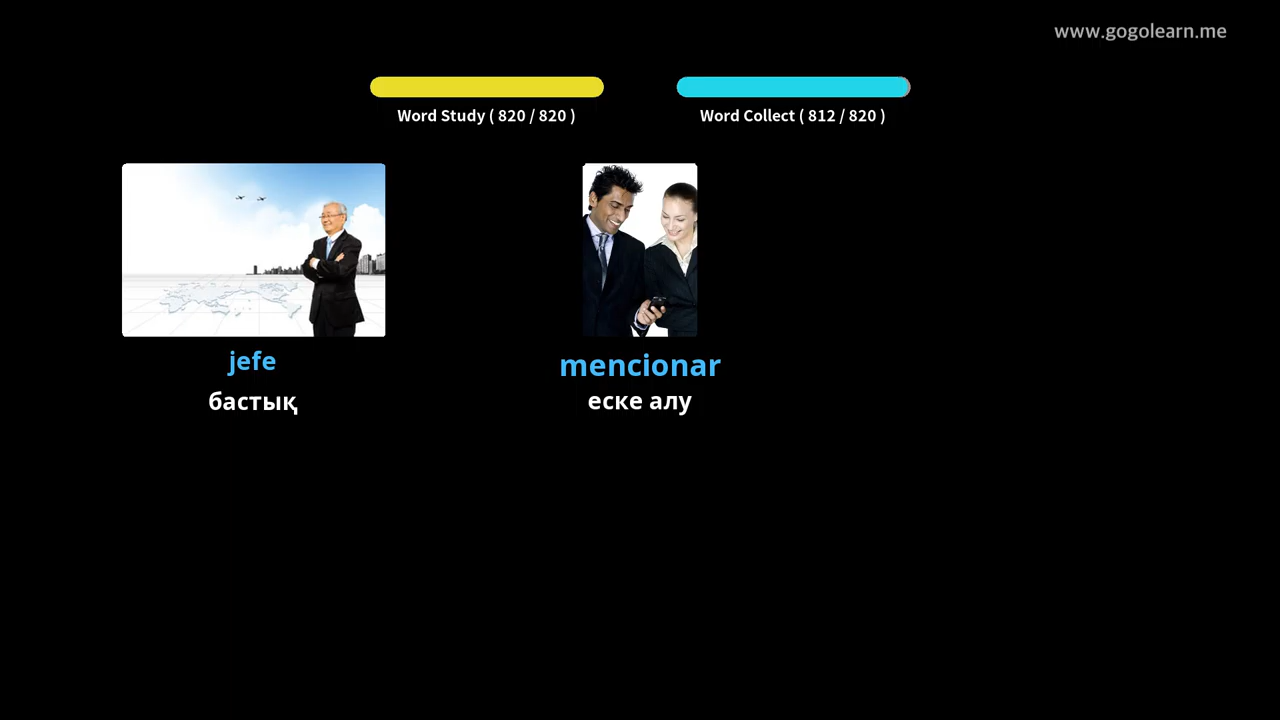 www.gogolearn.me
Word Study ( 820 / 820 )
Word Collect ( 812 / 820 )
jefe
бастық
mencionar
еске алу